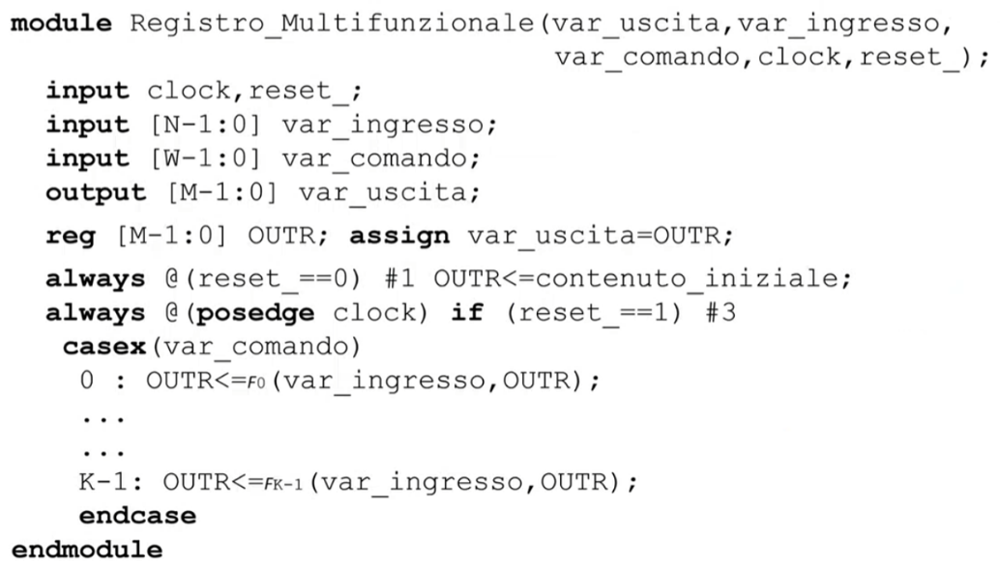 module Registro_Multifunzionale(var_uscita,var_ingresso,
var_comando,clock,reset_);
input clock,reset_;
input [N-1:0] var_ingresso;
input [W-1:0] var_comando;
output [M-1:0] var_uscita;
reg [M-1:0] OUTR; assign var_uscita=OUTR;
always @(reset_==0) #1 OUTR<=contenuto_iniziale;
always @(posedge clock) if (reset_==1) #3
casex(var_comando)
0 : OUTR<=F0(var_ingresso,OUTR);
...
...
K-1: OUTR<=FK-1(var_ingresso,OUTR);
endcase
endmodule